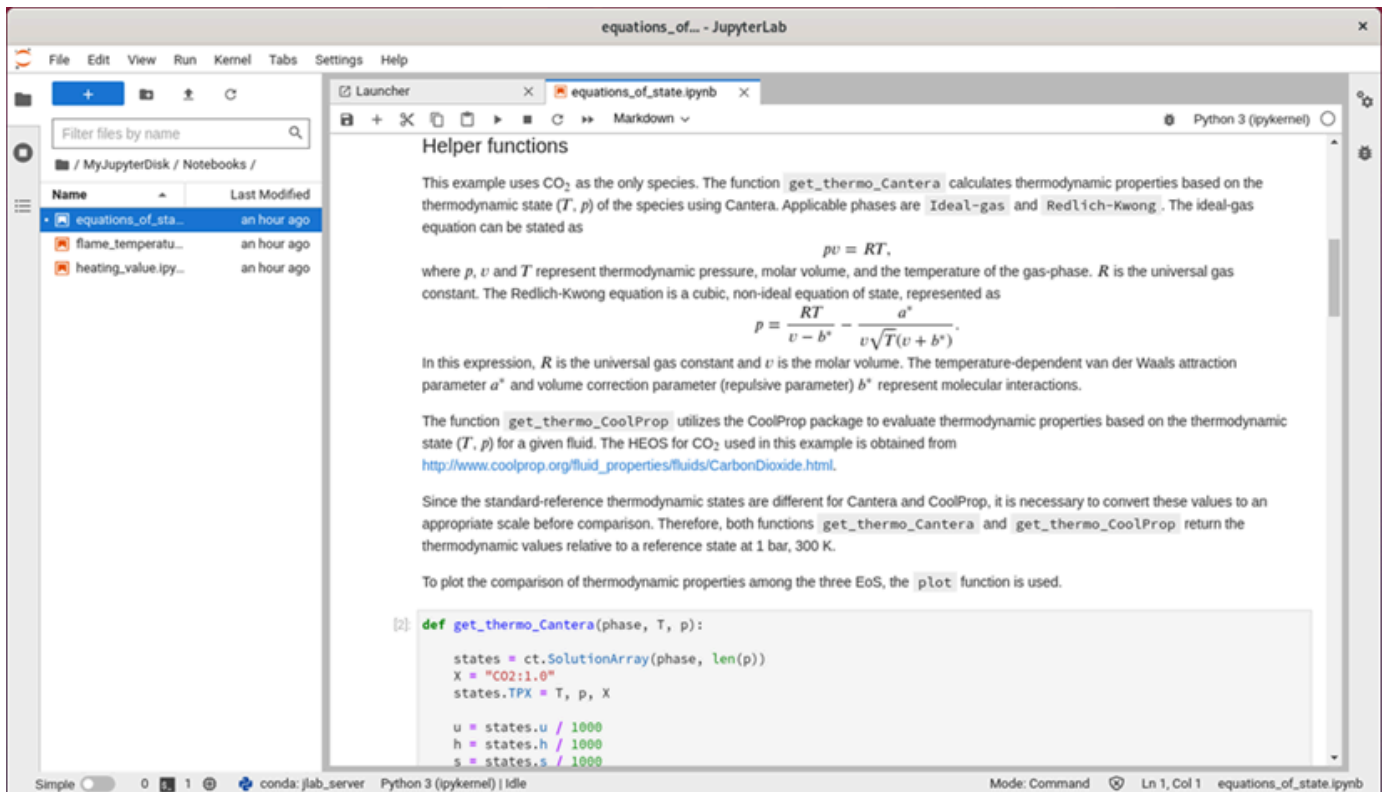 equations_of... - JupyterLab
File Edit View Run Kernel Tabs Settings Help
Launcher
equations_of_state.ipynb
Filter files by name
Markdown
Python 3 (ipykernel)
/ MyJupyterDisk / Notebooks /
Name Last Modified
equations_of_sta... an hour ago
flame_temperatu... an hour ago
heating_value.ipy... an hour ago
Helper functions
This example uses CO₂ as the only species. The function get_thermo_Cantera calculates thermodynamic properties based on the
thermodynamic state (T, p) of the species using Cantera. Applicable phases are Ideal-gas and Redlich-Kwong . The ideal-gas
equation can be stated as
pv = RT,
where p, v and T represent thermodynamic pressure, molar volume, and the temperature of the gas-phase. R is the universal gas
constant. The Redlich-Kwong equation is a cubic, non-ideal equation of state, represented as
p = RT / (v − b*) − a* / (v√T(v + b*)).
In this expression, R is the universal gas constant and v is the molar volume. The temperature-dependent van der Waals attraction
parameter a* and volume correction parameter (repulsive parameter) b* represent molecular interactions.
The function get_thermo_CoolProp utilizes the CoolProp package to evaluate thermodynamic properties based on the thermodynamic
state (T, p) for a given fluid. The HEOS for CO₂ used in this example is obtained from
http://www.coolprop.org/fluid_properties/fluids/CarbonDioxide.html.
Since the standard-reference thermodynamic states are different for Cantera and CoolProp, it is necessary to convert these values to an
appropriate scale before comparison. Therefore, both functions get_thermo_Cantera and get_thermo_CoolProp return the
thermodynamic values relative to a reference state at 1 bar, 300 K.
To plot the comparison of thermodynamic properties among the three EoS, the plot function is used.
[2]: def get_thermo_Cantera(phase, T, p):
states = ct.SolutionArray(phase, len(p))
X = "CO2:1.0"
states.TPX = T, p, X
u = states.u / 1000
h = states.h / 1000
s = states.s / 1000
Simple 0 1 conda: jlab_server Python 3 (ipykernel) | Idle Mode: Command Ln 1, Col 1 equations_of_state.ipynb